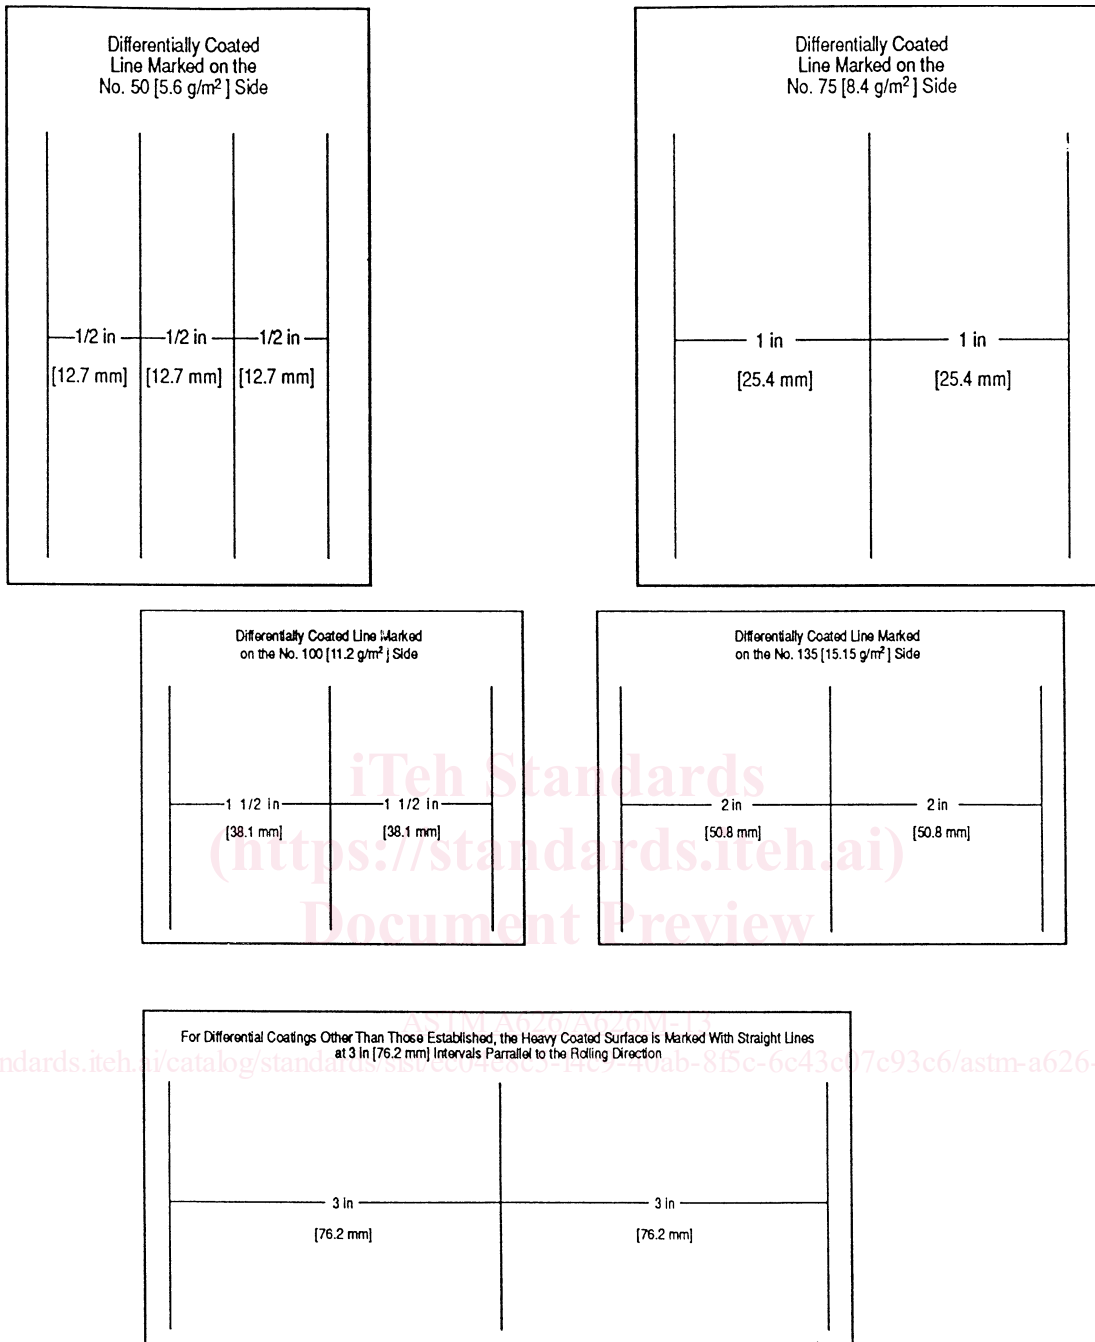 Differentially Coated
Line Marked on the
No. 50 [5.6 g/m² ] Side
1/2 in 1/2 in 1/2 in
[12.7 mm] [12.7 mm] [12.7 mm]
Differentially Coated
Line Marked on the
No. 75 [8.4 g/m² ] Side
1 in 1 in
[25.4 mm] [25.4 mm]
Differentially Coated Line Marked
on the No. 100 [11.2 g/m² ] Side
1 1/2 in 1 1/2 in
[38.1 mm] [38.1 mm]
Differentially Coated Line Marked
on the No. 135 [15.15 g/m² ] Side
2 in 2 in
[50.8 mm] [50.8 mm]
iTeh Standards
(https://standards.iteh.ai)
Document Preview
ASTM A626/A626M-13
For Differential Coatings Other Than Those Established, the Heavy Coated Surface is Marked With Straight Lines
at 3 in [76.2 mm] Intervals Parrallel to the Rolling Direction
3 in 3 in
[76.2 mm] [76.2 mm]